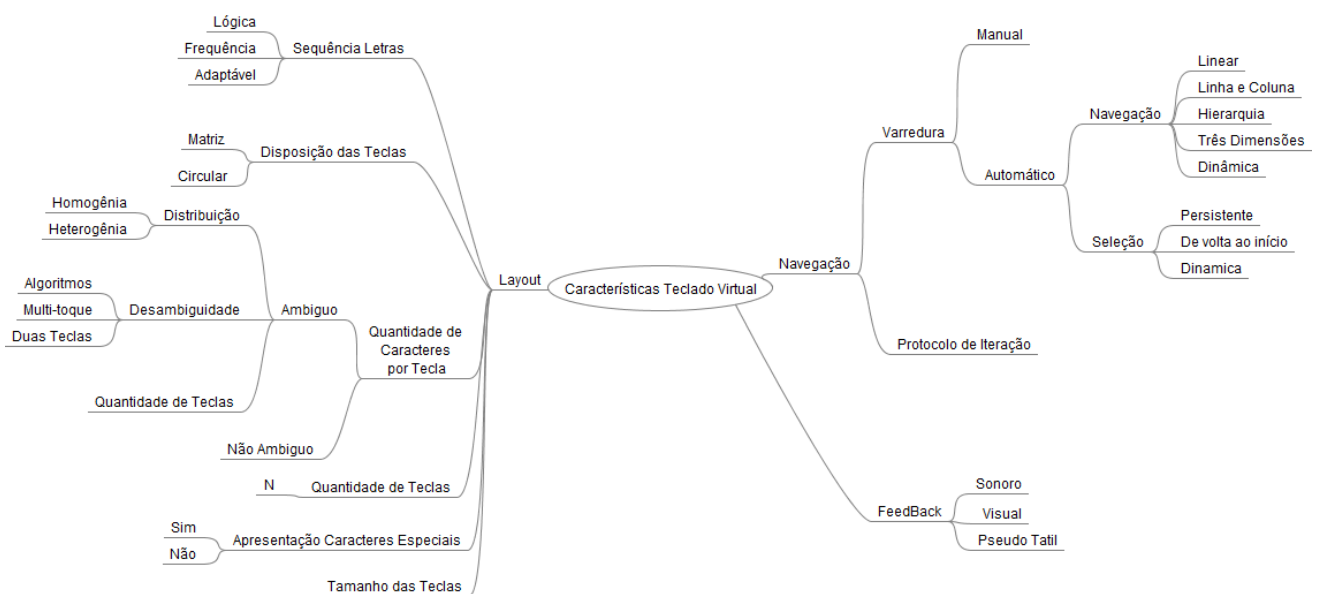 Características Teclado Virtual
Layout
Sequência Letras
Lógica
Frequência
Adaptável
Disposição das Teclas
Matriz
Circular
Quantidade de
Caracteres
por Tecla
Ambiguo
Distribuição
Homogênia
Heterogênia
Desambiguidade
Algoritmos
Multi-toque
Duas Teclas
Quantidade de Teclas
Não Ambiguo
Quantidade de Teclas
N
Apresentação Caracteres Especiais
Sim
Não
Tamanho das Teclas
Navegação
Varredura
Manual
Automático
Navegação
Linear
Linha e Coluna
Hierarquia
Três Dimensões
Dinâmica
Seleção
Persistente
De volta ao início
Dinamica
Protocolo de Iteração
FeedBack
Sonoro
Visual
Pseudo Tatil